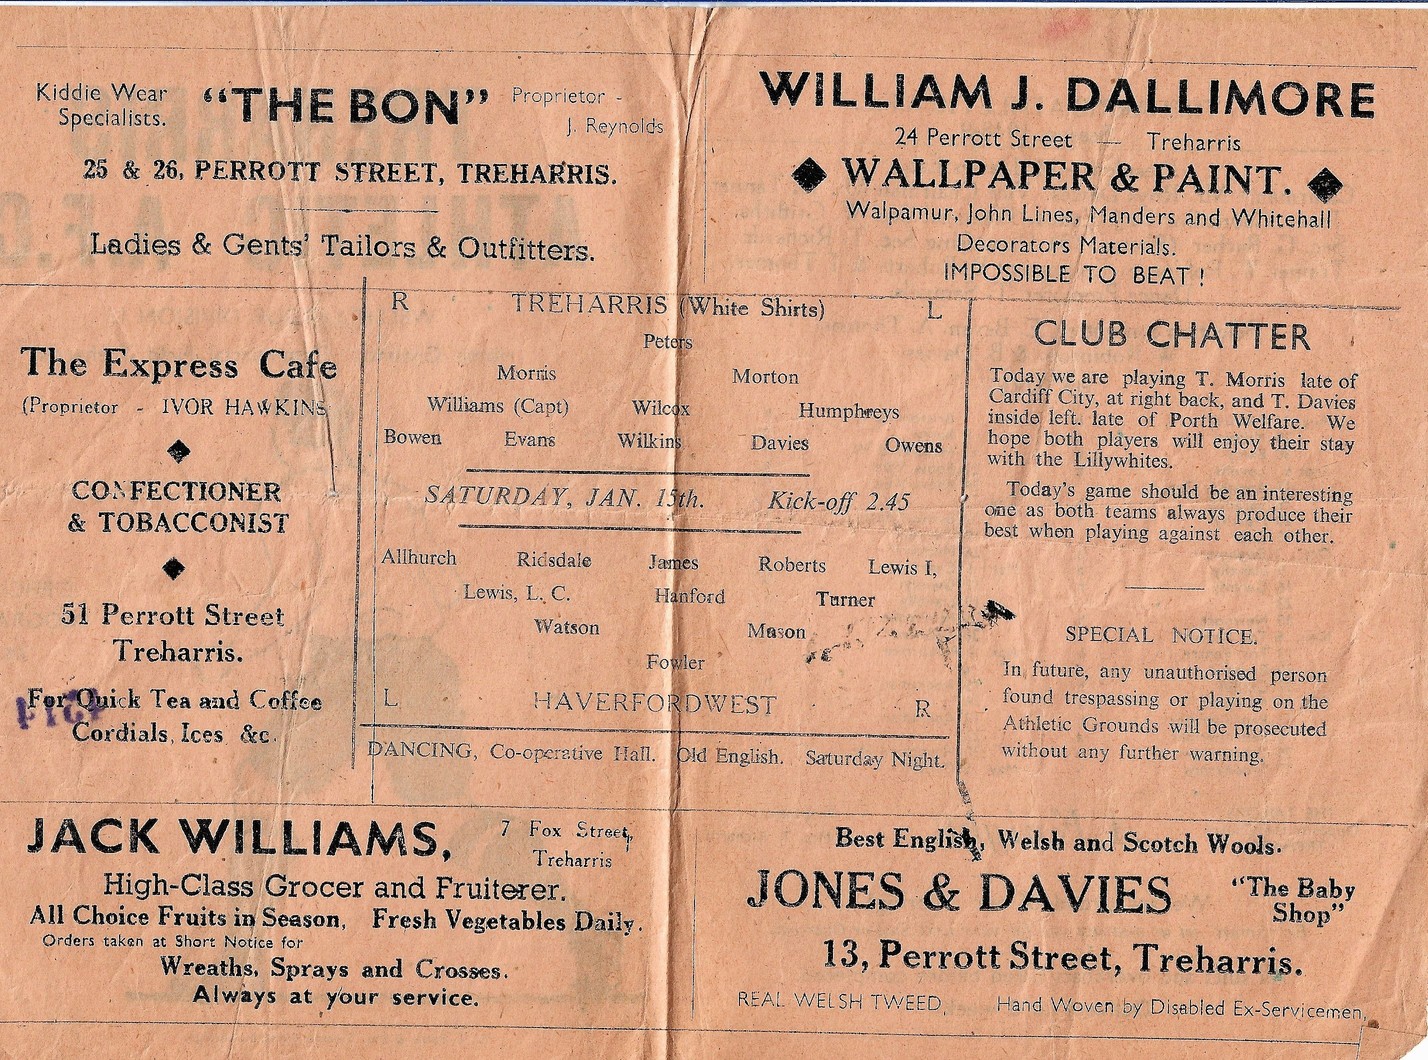 Kiddie Wear Specialists. "THE BON" Proprietor - J. Reynolds
25 & 26, PERROTT STREET, TREHARRIS.
Ladies & Gents' Tailors & Outfitters.
WILLIAM J. DALLIMORE
24 Perrott Street — Treharris
WALLPAPER & PAINT.
Walpamur, John Lines, Manders and Whitehall
Decorators Materials.
IMPOSSIBLE TO BEAT !
The Express Cafe
(Proprietor - IVOR HAWKINS
CONFECTIONER
& TOBACCONIST
51 Perrott Street
Treharris.
For Quick Tea and Coffee
Cordials, Ices &c.
R TREHARRIS (White Shirts) L
Peters
Morris Morton
Williams (Capt) Wilcox Humphreys
Bowen Evans Wilkins Davies Owens
SATURDAY, JAN. 15th. Kick-off 2.45
Allhurch Ridsdale James Roberts Lewis I,
Lewis, L. C. Hanford Turner
Watson Mason
Fowler
L HAVERFORDWEST R
DANCING, Co-operative Hall. Old English. Saturday Night.
CLUB CHATTER
Today we are playing T. Morris late of
Cardiff City, at right back, and T. Davies
inside left. late of Porth Welfare. We
hope both players will enjoy their stay
with the Lillywhites.
Today's game should be an interesting
one as both teams always produce their
best when playing against each other.
SPECIAL NOTICE.
In future, any unauthorised person
found trespassing or playing on the
Athletic Grounds will be prosecuted
without any further warning.
JACK WILLIAMS, 7 Fox Street, Treharris
High-Class Grocer and Fruiterer.
All Choice Fruits in Season, Fresh Vegetables Daily.
Orders taken at Short Notice for
Wreaths, Sprays and Crosses.
Always at your service.
Best English, Welsh and Scotch Wools.
JONES & DAVIES "The Baby Shop"
13, Perrott Street, Treharris.
REAL WELSH TWEED, Hand Woven by Disabled Ex-Servicemen,